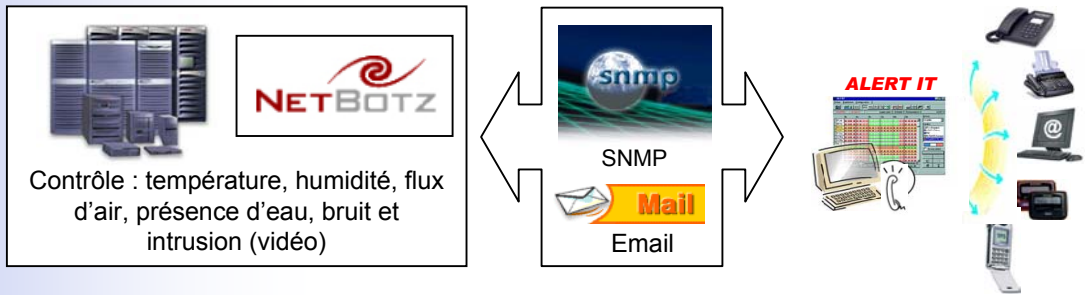 NETBOTZ
Contrôle : température, humidité, flux
d'air, présence d'eau, bruit et
intrusion (vidéo)
snmp
SNMP
Mail
Email
ALERT IT
@